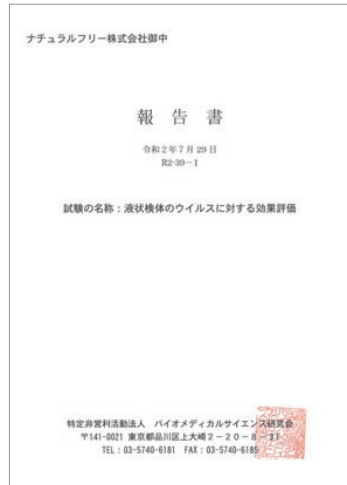 ナチュラルフリー株式会社御中
報告書
令和2年7月29日
R2-39-1
試験の名称：液状検体のウイルスに対する効果評価
特定非営利活動法人　バイオメディカルサイエンス研究会
〒141-0021 東京都品川区上大崎2-20-8-3F
TEL：03-5740-6181　FAX：03-5740-6185